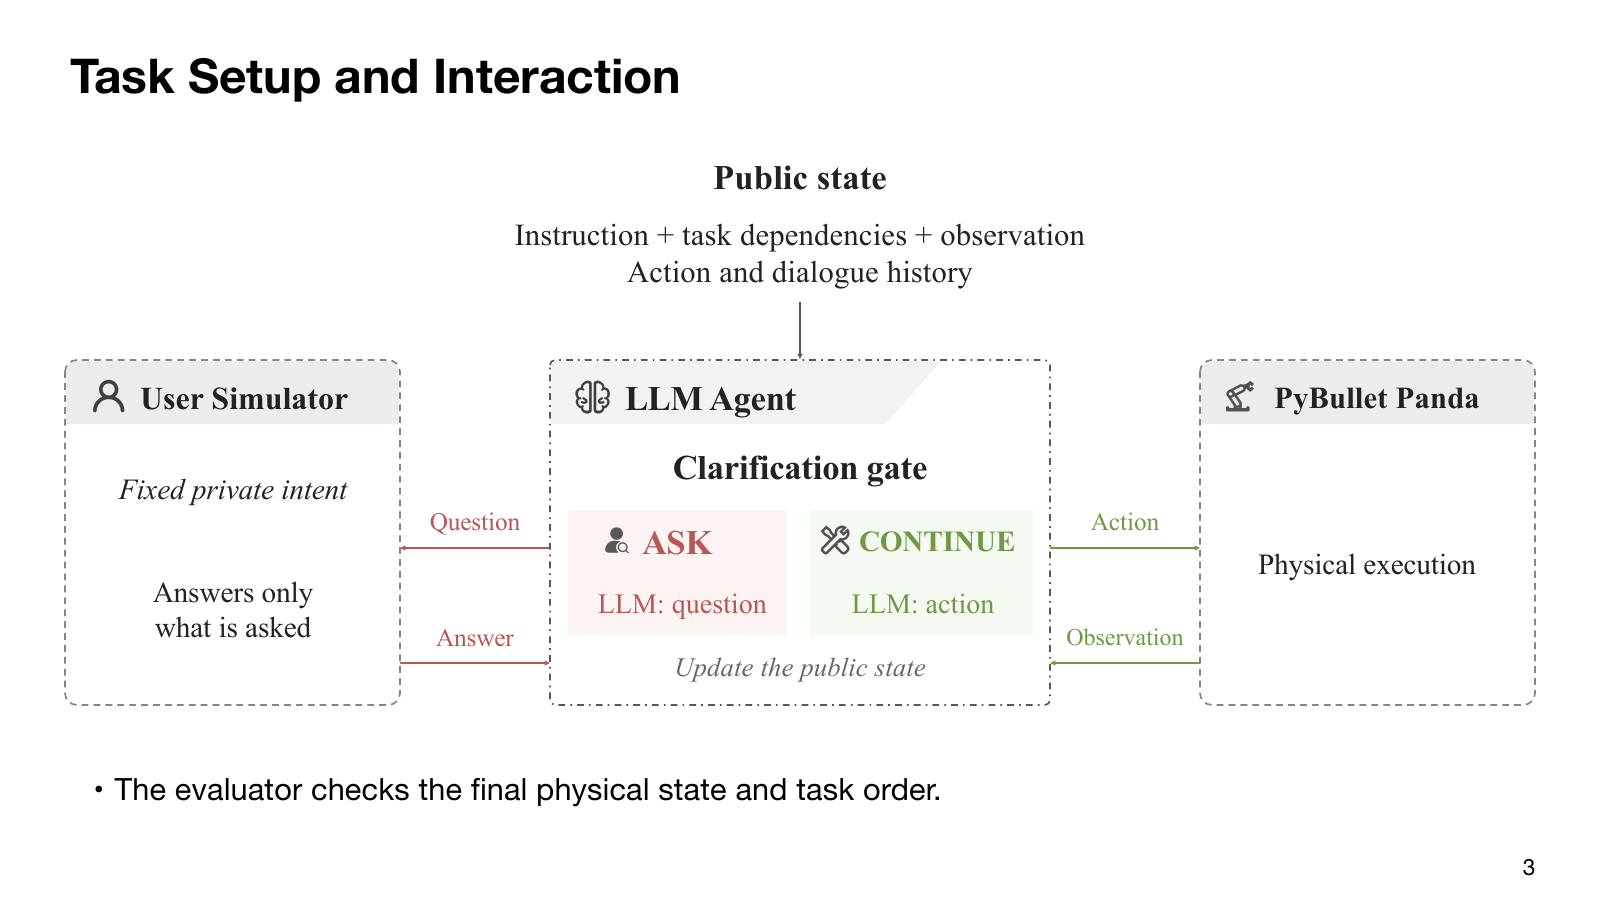 Task Setup and Interaction
Public state
Instruction + task dependencies + observation
Action and dialogue history
User Simulator
Fixed private intent
Answers only
what is asked
Question
Answer
LLM Agent
Clarification gate
ASK
LLM: question
CONTINUE
LLM: action
Update the public state
Action
Observation
PyBullet Panda
Physical execution
• The evaluator checks the final physical state and task order.
3